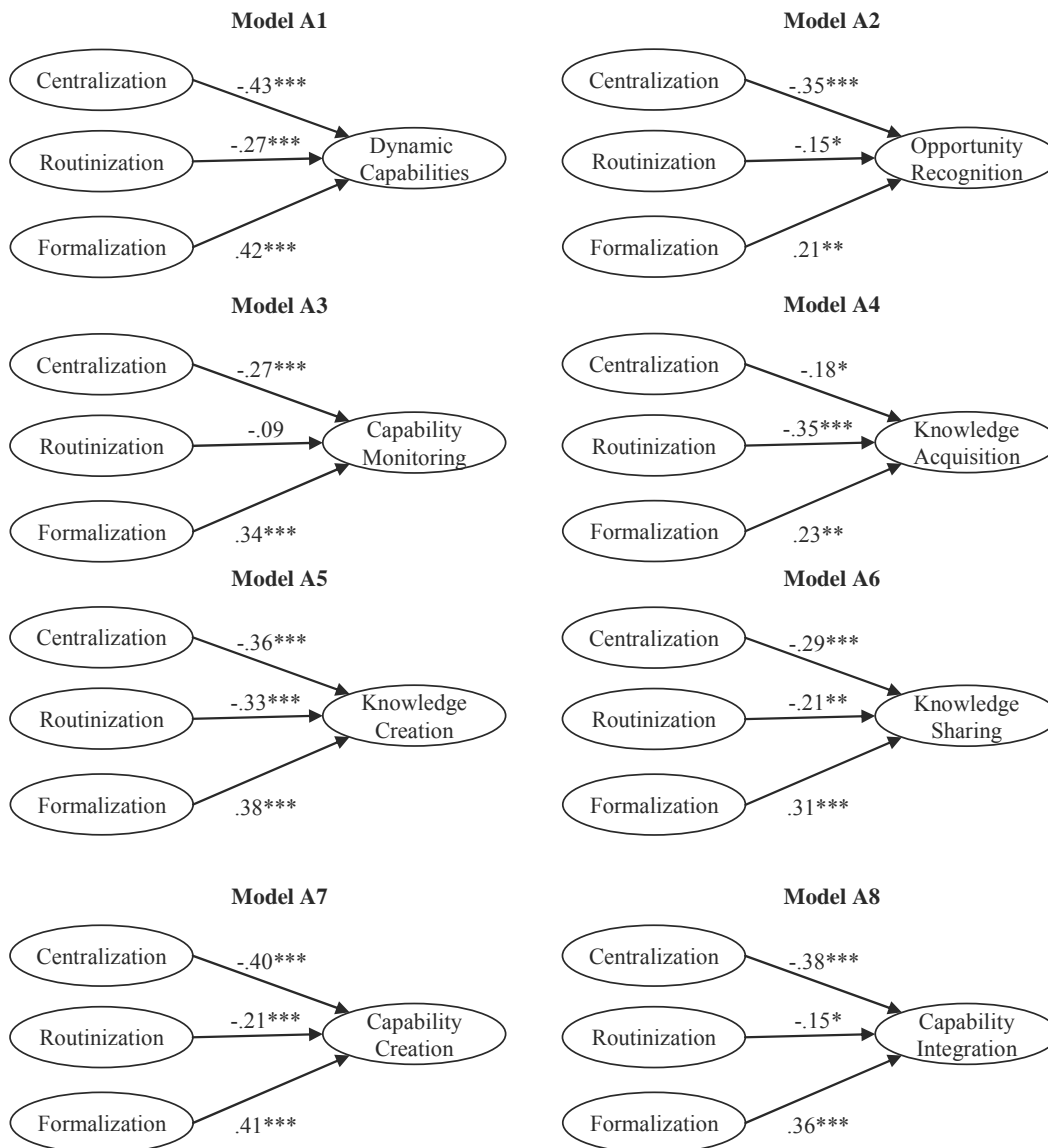 Model A1
Centralization
-.43***
Routinization
-.27***
Dynamic
Capabilities
Formalization
.42***
Model A2
Centralization
-.35***
Routinization
-.15*
Opportunity
Recognition
Formalization
.21**
Model A3
Centralization
-.27***
Routinization
-.09
Capability
Monitoring
Formalization
.34***
Model A4
Centralization
-.18*
Routinization
-.35***
Knowledge
Acquisition
Formalization
.23**
Model A5
Centralization
-.36***
Routinization
-.33***
Knowledge
Creation
Formalization
.38***
Model A6
Centralization
-.29***
Routinization
-.21**
Knowledge
Sharing
Formalization
.31***
Model A7
Centralization
-.40***
Routinization
-.21***
Capability
Creation
Formalization
.41***
Model A8
Centralization
-.38***
Routinization
-.15*
Capability
Integration
Formalization
.36***